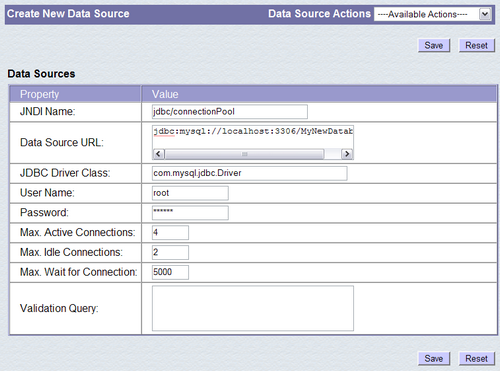 Create New Data Source Data Source Actions ----Available Actions----
Save Reset
Data Sources
Property Value
JNDI Name: jdbc/connectionPool
Data Source URL: jdbc:mysql://localhost:3306/MyNewDatab
JDBC Driver Class: com.mysql.jdbc.Driver
User Name: root
Password: ******
Max. Active Connections: 4
Max. Idle Connections: 2
Max. Wait for Connection: 5000
Validation Query:
Save Reset